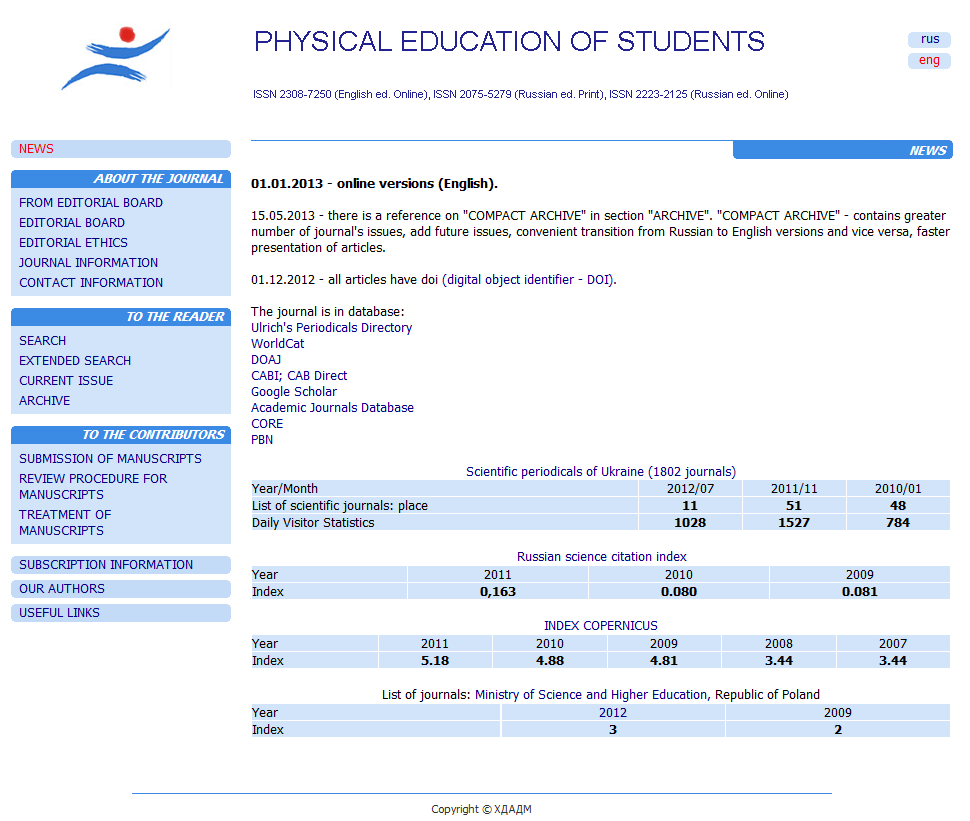 PHYSICAL EDUCATION OF STUDENTS
rus
eng
ISSN 2308-7250 (English ed. Online), ISSN 2075-5279 (Russian ed. Print), ISSN 2223-2125 (Russian ed. Online)
NEWS
ABOUT THE JOURNAL
FROM EDITORIAL BOARD
EDITORIAL BOARD
EDITORIAL ETHICS
JOURNAL INFORMATION
CONTACT INFORMATION
TO THE READER
SEARCH
EXTENDED SEARCH
CURRENT ISSUE
ARCHIVE
TO THE CONTRIBUTORS
SUBMISSION OF MANUSCRIPTS
REVIEW PROCEDURE FOR
MANUSCRIPTS
TREATMENT OF
MANUSCRIPTS
SUBSCRIPTION INFORMATION
OUR AUTHORS
USEFUL LINKS
NEWS
01.01.2013 - online versions (English).
15.05.2013 - there is a reference on "COMPACT ARCHIVE" in section "ARCHIVE". "COMPACT ARCHIVE" - contains greater
number of journal's issues, add future issues, convenient transition from Russian to English versions and vice versa, faster
presentation of articles.
01.12.2012 - all articles have doi (digital object identifier - DOI).
The journal is in database:
Ulrich's Periodicals Directory
WorldCat
DOAJ
CABI; CAB Direct
Google Scholar
Academic Journals Database
CORE
PBN
Scientific periodicals of Ukraine (1802 journals)
Year/Month 2012/07 2011/11 2010/01
List of scientific journals: place 11 51 48
Daily Visitor Statistics 1028 1527 784
Russian science citation index
Year 2011 2010 2009
Index 0,163 0.080 0.081
INDEX COPERNICUS
Year 2011 2010 2009 2008 2007
Index 5.18 4.88 4.81 3.44 3.44
List of journals: Ministry of Science and Higher Education, Republic of Poland
Year 2012 2009
Index 3 2
Copyright © ХДАДМ